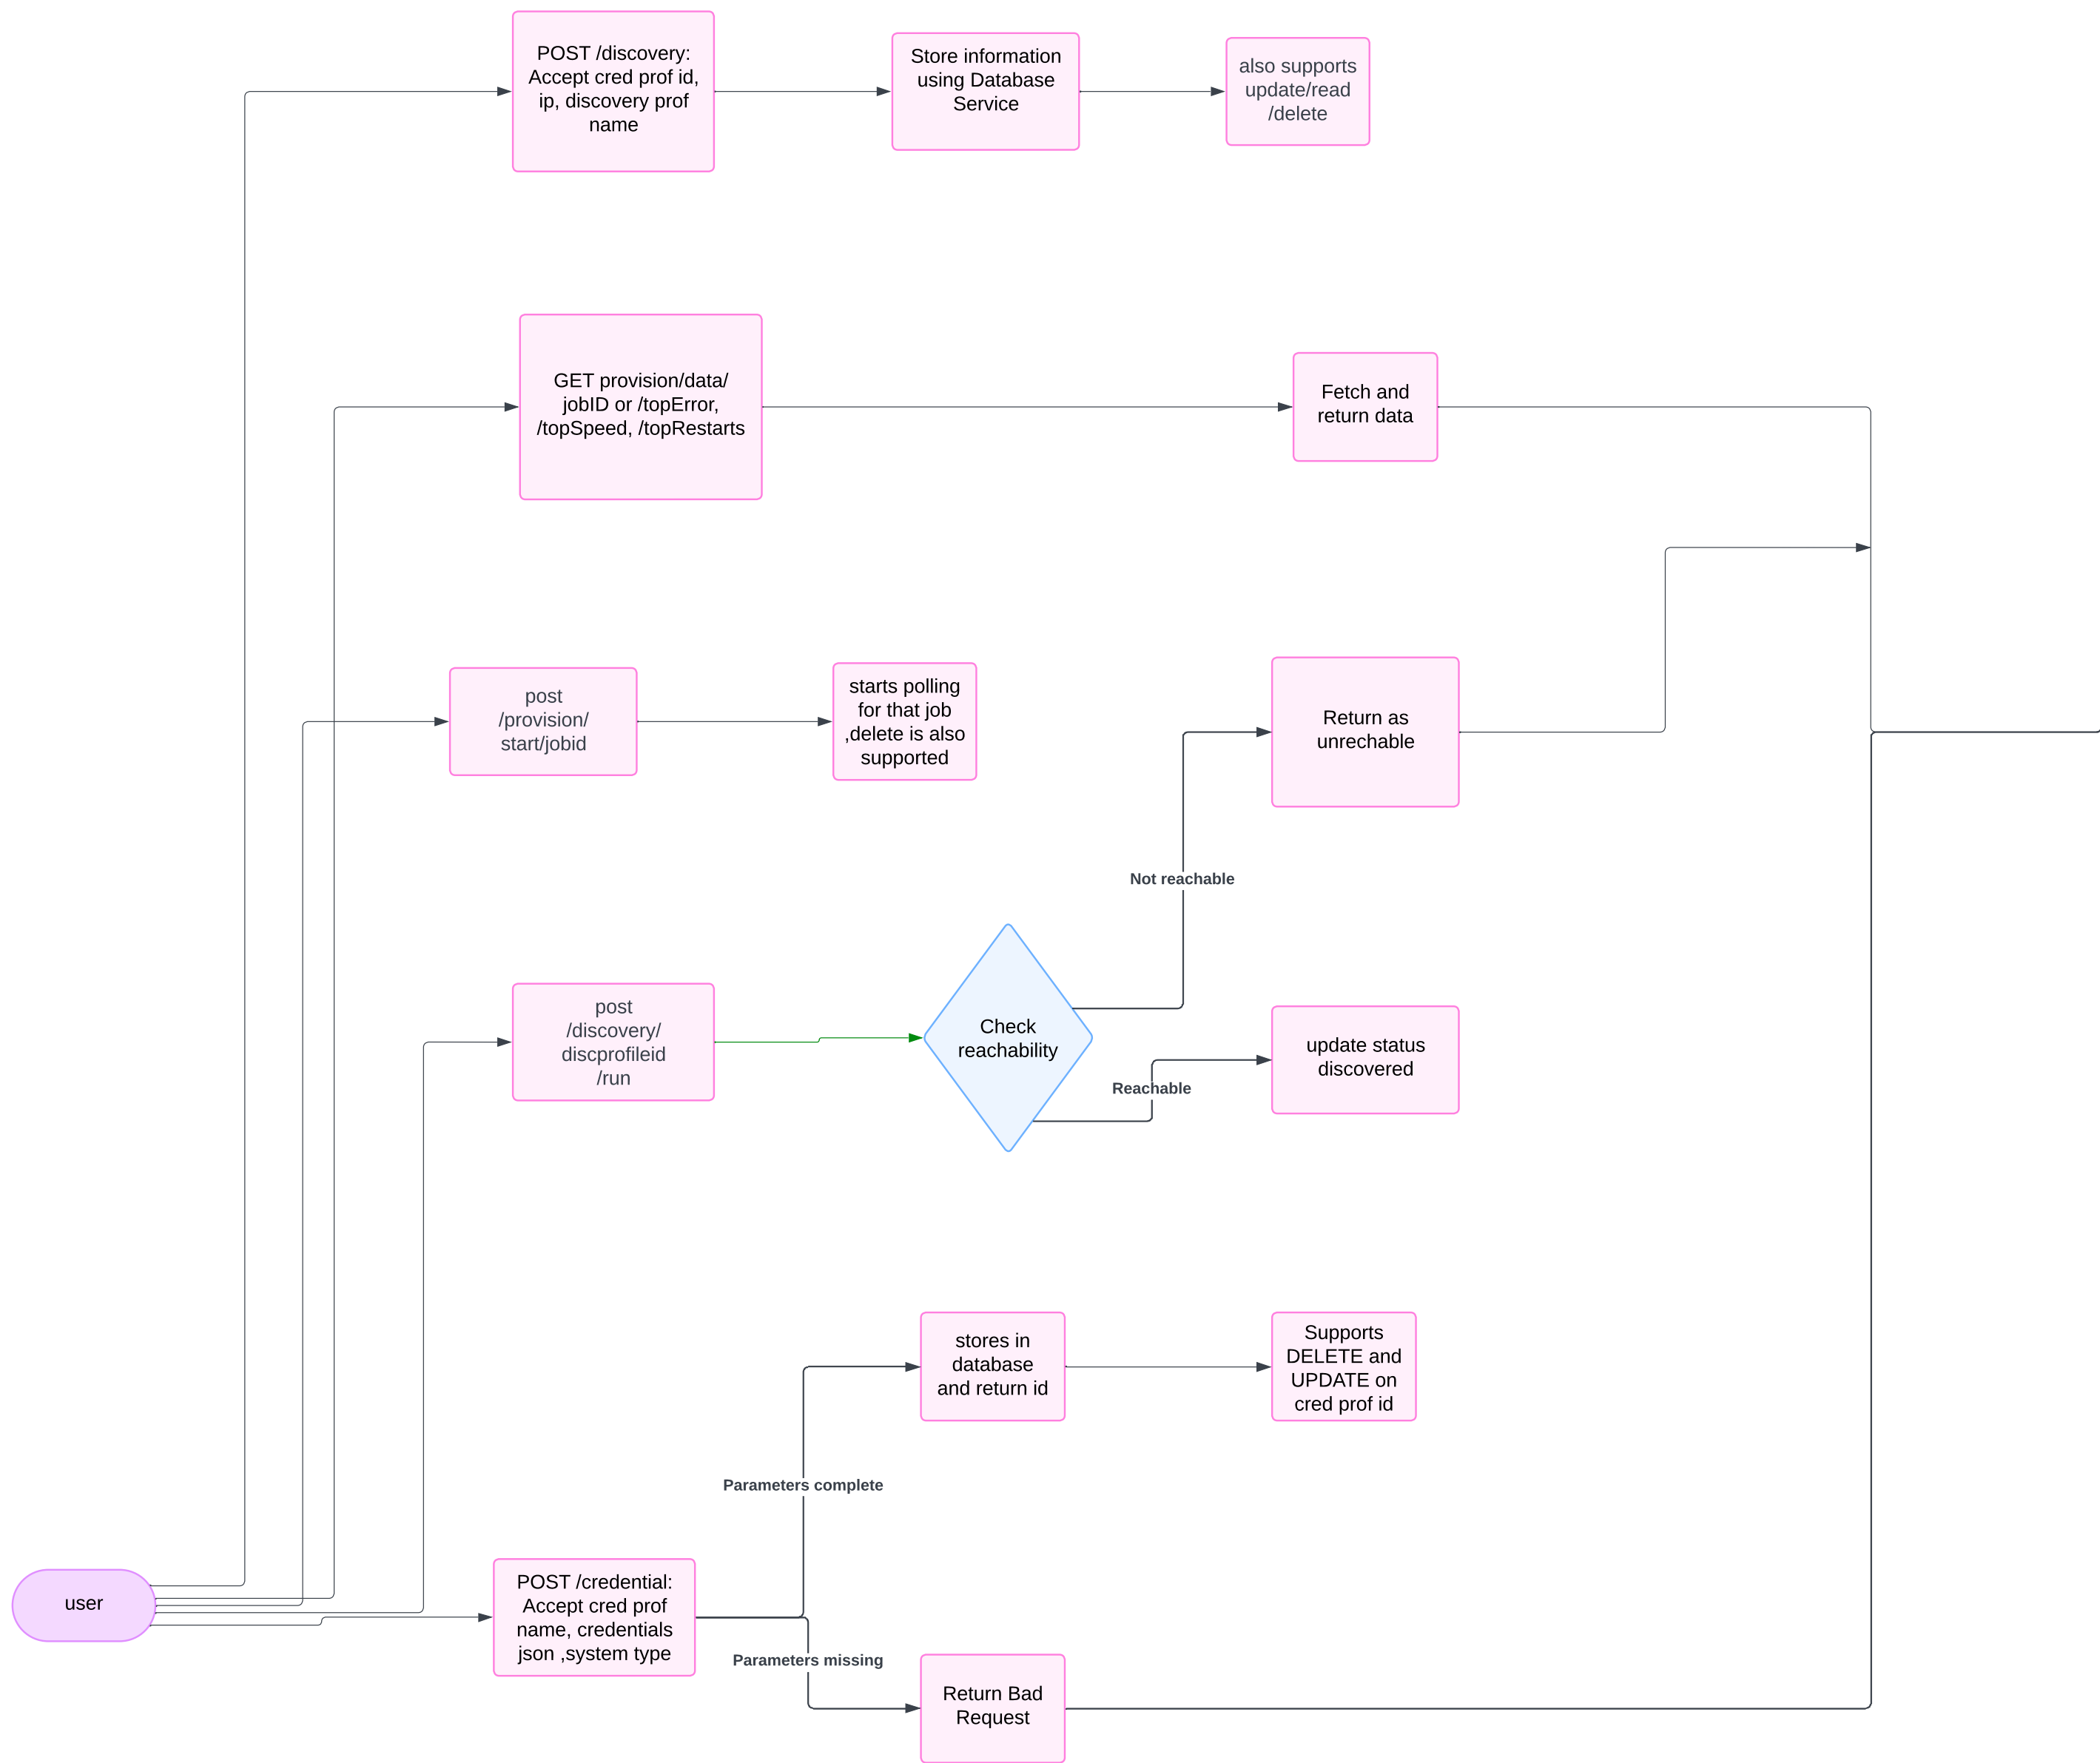 POST /discovery:
Accept cred prof id,
ip, discovery prof
name
Store information
using Database
Service
also supports
update/read
/delete
GET provision/data/
jobID or /topError,
/topSpeed, /topRestarts
Fetch and
return data
post
/provision/
start/jobid
starts polling
for that job
,delete is also
supported
Return as
unrechable
Not reachable
post
/discovery/
discprofileid
/run
Check
reachability
update status
discovered
Reachable
stores in
database
and return id
Supports
DELETE and
UPDATE on
cred prof id
Parameters complete
user
POST /credential:
Accept cred prof
name, credentials
json ,system type
Parameters missing
Return Bad
Request